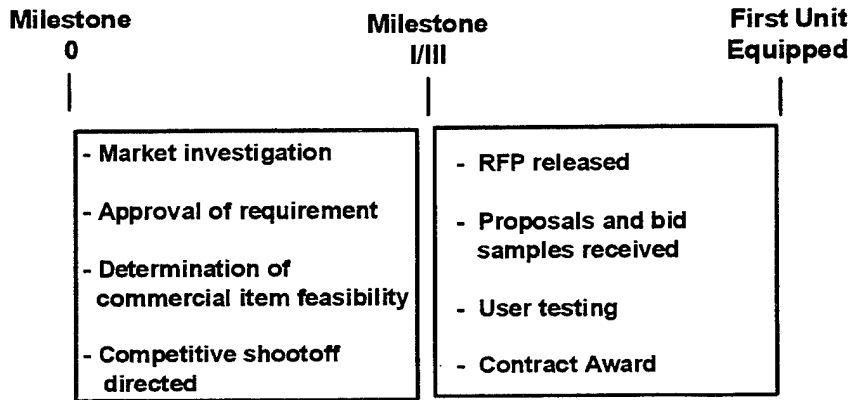 Milestone
0
Milestone
I/III
First Unit
Equipped
- Market investigation
- Approval of requirement
- Determination of
commercial item feasibility
- Competitive shootoff
directed
- RFP released
- Proposals and bid
samples received
- User testing
- Contract Award